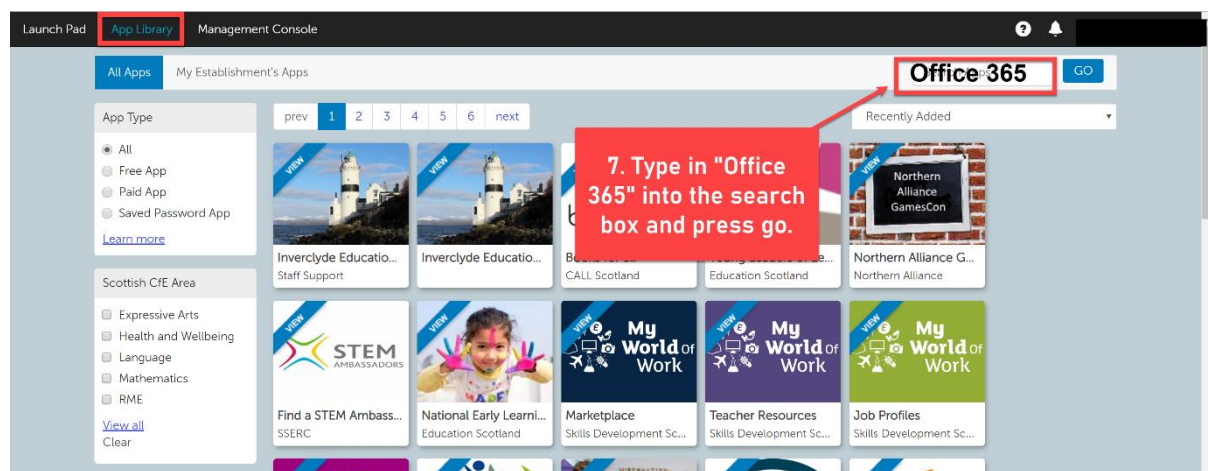 Launch Pad
App Library
Management Console
All Apps
My Establishment's Apps
Office 365
GO
App Type
All
Free App
Paid App
Saved Password App
Learn more
Scottish CfE Area
Expressive Arts
Health and Wellbeing
Language
Mathematics
RME
View all
Clear
prev 1 2 3 4 5 6 next
Recently Added
7. Type in "Office
365" into the search
box and press go.
VIEW
Inverclyde Educatio...
Staff Support
VIEW
Inverclyde Educatio...
CALL Scotland
Education Scotland
VIEW
Northern
Alliance
GamesCon
Northern Alliance G...
Northern Alliance
VIEW
STEM
AMBASSADORS
Find a STEM Ambass...
SSERC
VIEW
National Early Learni...
Education Scotland
VIEW
My
World of
Work
Marketplace
Skills Development Sc...
VIEW
My
World of
Work
Teacher Resources
Skills Development Sc...
VIEW
My
World of
Work
Job Profiles
Skills Development Sc...